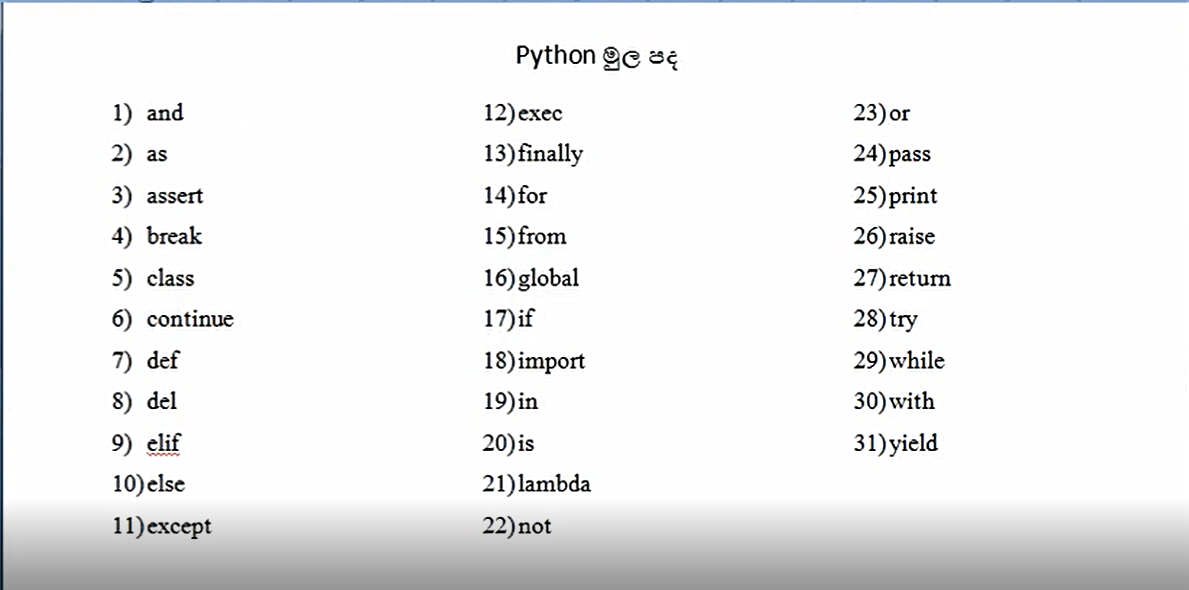 Python මුල පද
1) and
2) as
3) assert
4) break
5) class
6) continue
7) def
8) del
9) elif
10) else
11) except
12) exec
13) finally
14) for
15) from
16) global
17) if
18) import
19) in
20) is
21) lambda
22) not
23) or
24) pass
25) print
26) raise
27) return
28) try
29) while
30) with
31) yield